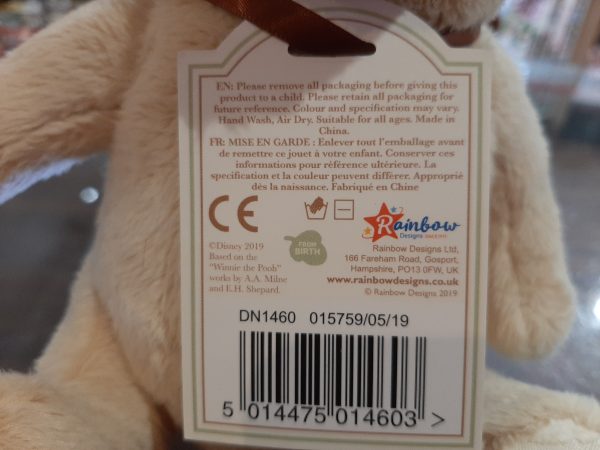 EN: Please remove all packaging before giving this
product to a child. Please retain all packaging for
future reference. Colour and specification may vary.
Hand Wash, Air Dry. Suitable for all ages. Made in
China.
FR: MISE EN GARDE : Enlever tout l'emballage avant
de remettre ce jouet à votre enfant. Conserver ces
informations pour référence ultérieure. La
specification et la couleur peuvent différer. Approprié
dès la naissance. Fabriqué en Chine
CE
©Disney 2019
Based on the
"Winnie the Pooh"
works by A.A. Milne
and E.H. Shepard.
FROM
BIRTH
Rainbow
Designs
Rainbow Designs Ltd,
166 Fareham Road, Gosport,
Hampshire, PO13 0FW, UK
www.rainbowdesigns.co.uk
© Rainbow Designs 2019
DN1460 015759/05/19
5 014475 014603 >